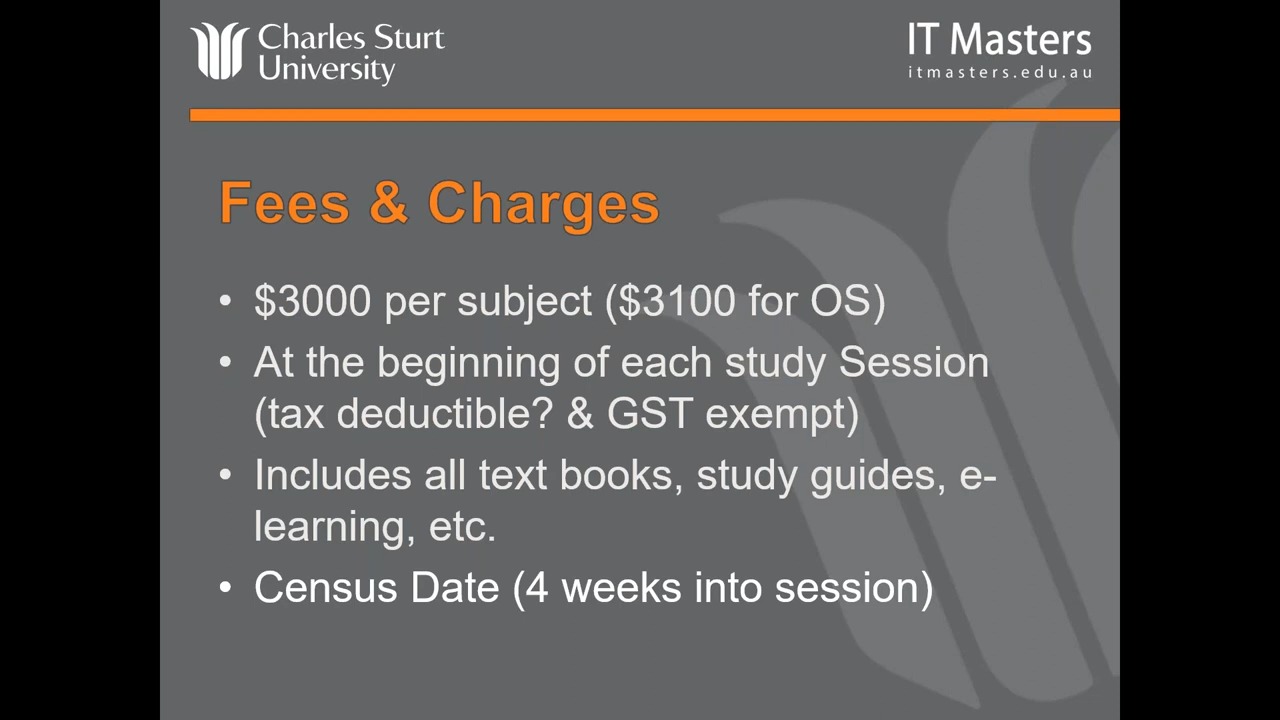 Charles Sturt
University
IT Masters
itmasters.edu.au
Fees & Charges
• $3000 per subject ($3100 for OS)
• At the beginning of each study Session
(tax deductible? & GST exempt)
• Includes all text books, study guides, e-
learning, etc.
• Census Date (4 weeks into session)